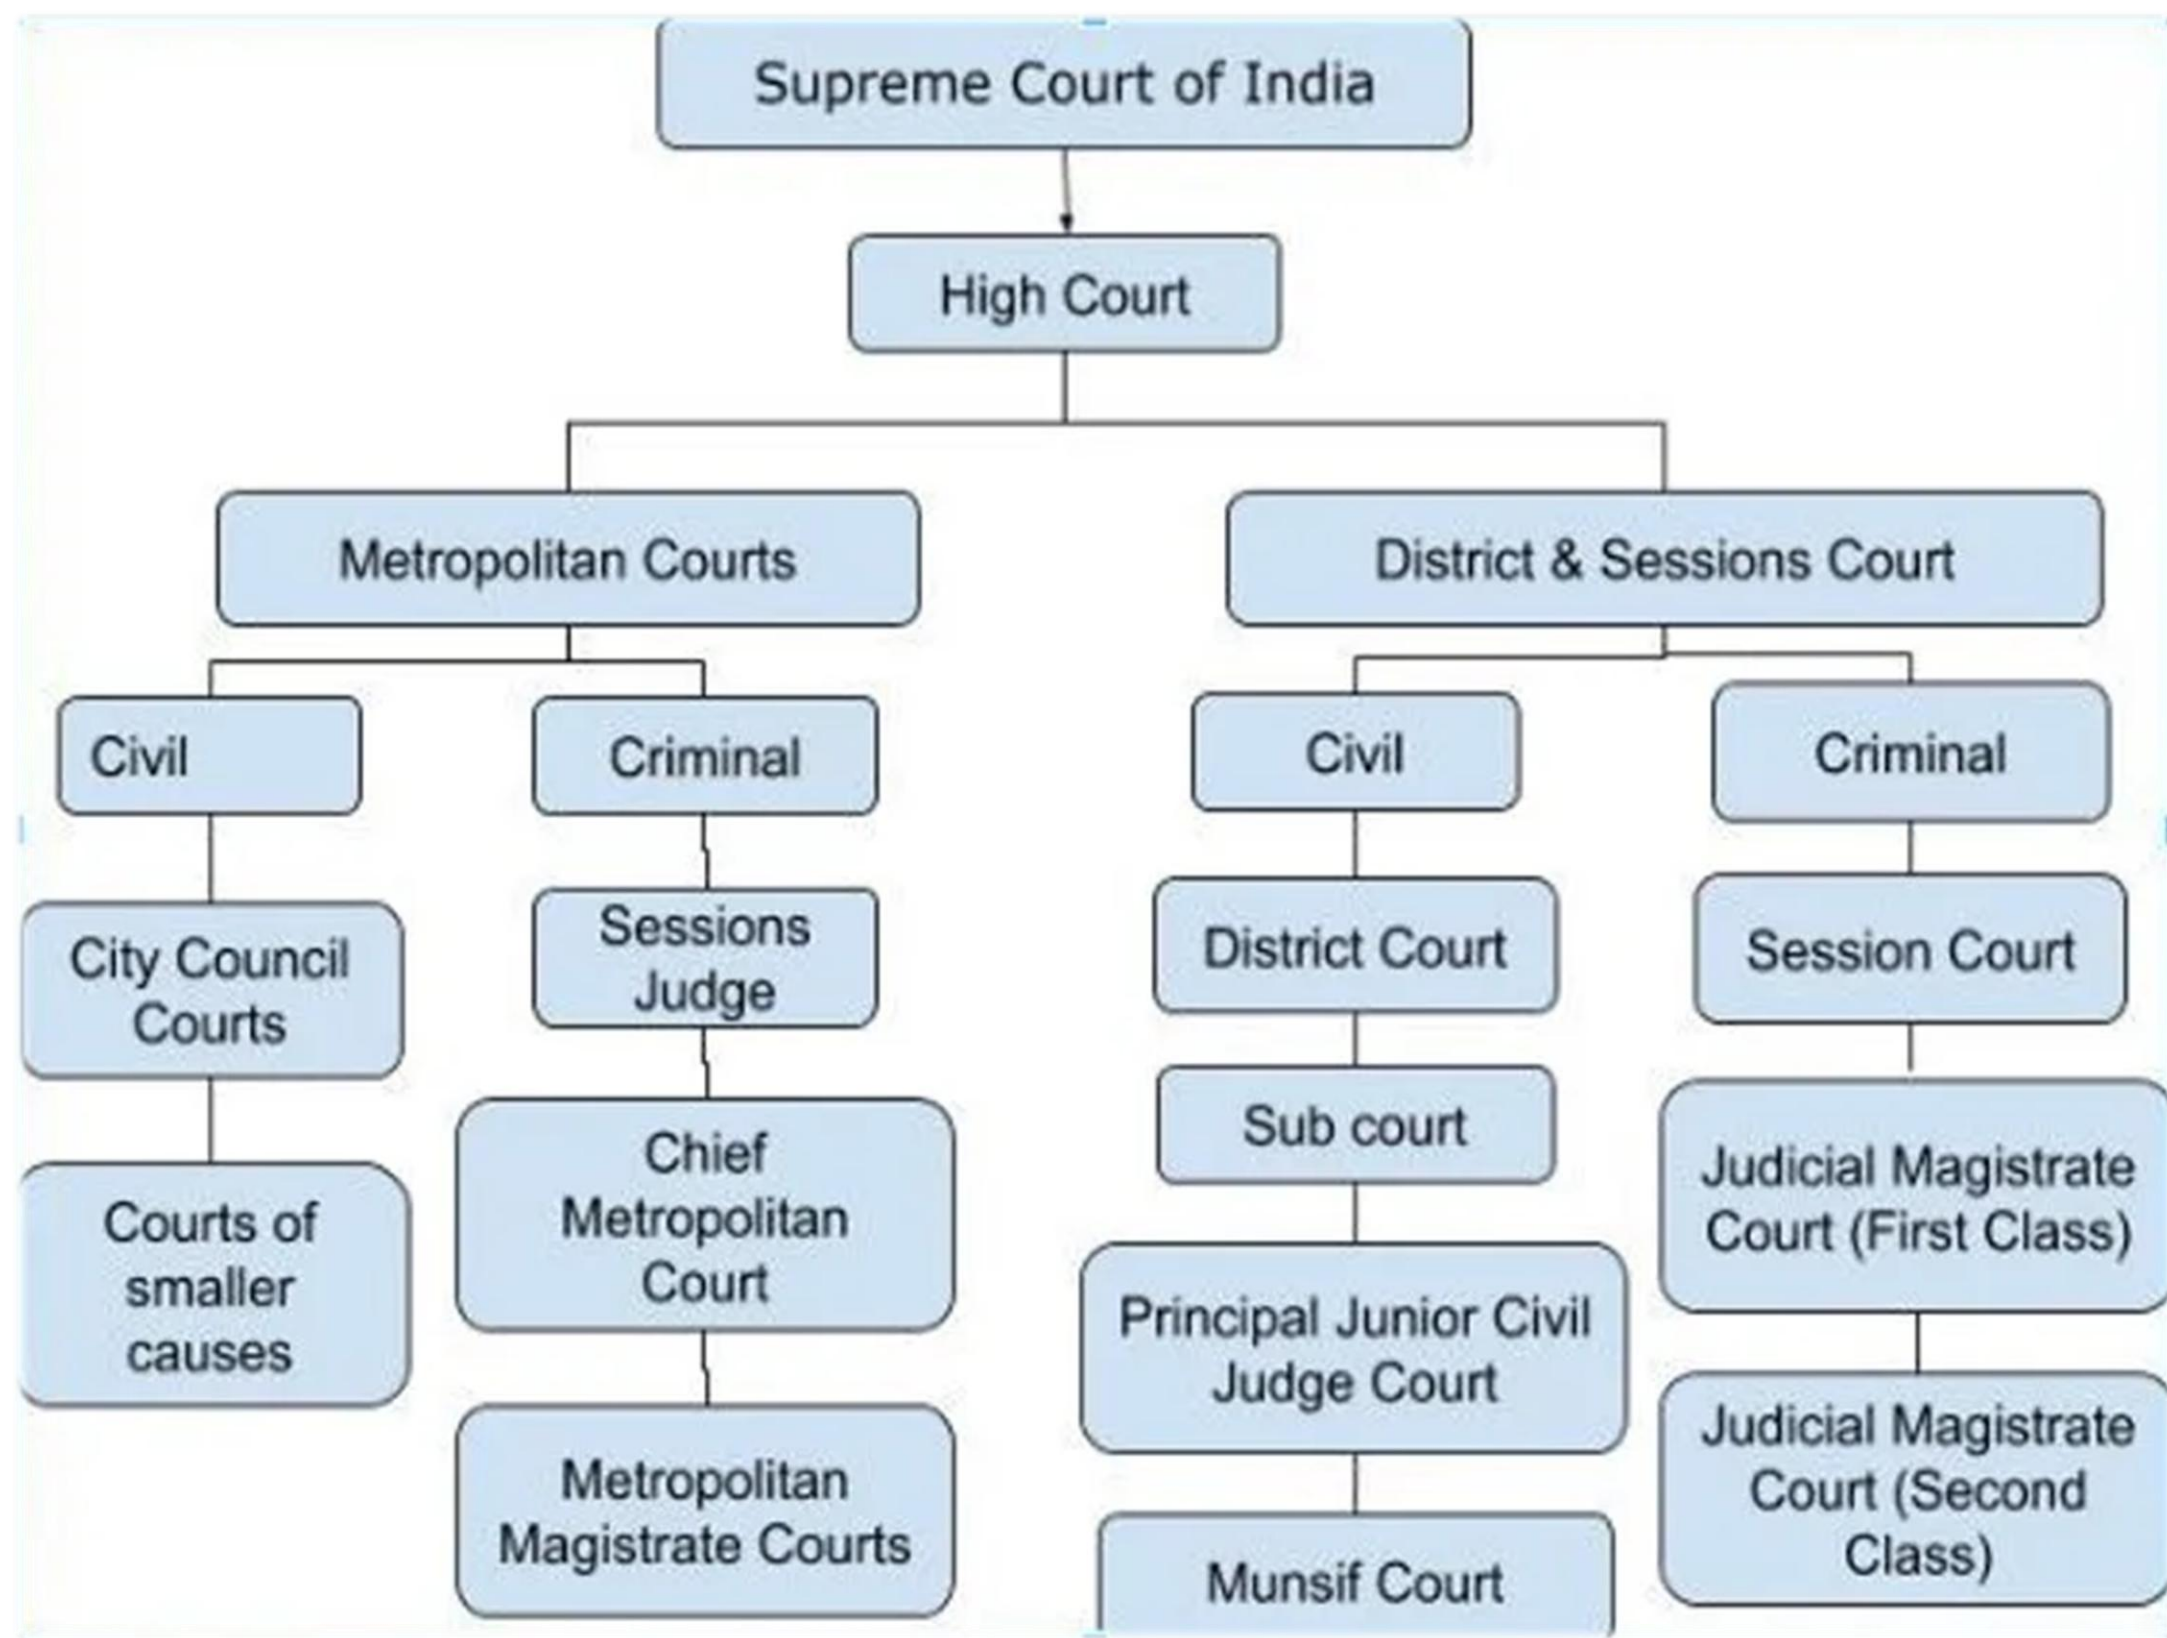 Supreme Court of India
High Court
Metropolitan Courts
District & Sessions Court
Civil
Criminal
Civil
Criminal
City Council
Courts
Sessions
Judge
District Court
Session Court
Courts of
smaller
causes
Chief
Metropolitan
Court
Sub court
Judicial Magistrate
Court (First Class)
Metropolitan
Magistrate Courts
Principal Junior Civil
Judge Court
Judicial Magistrate
Court (Second
Class)
Munsif Court